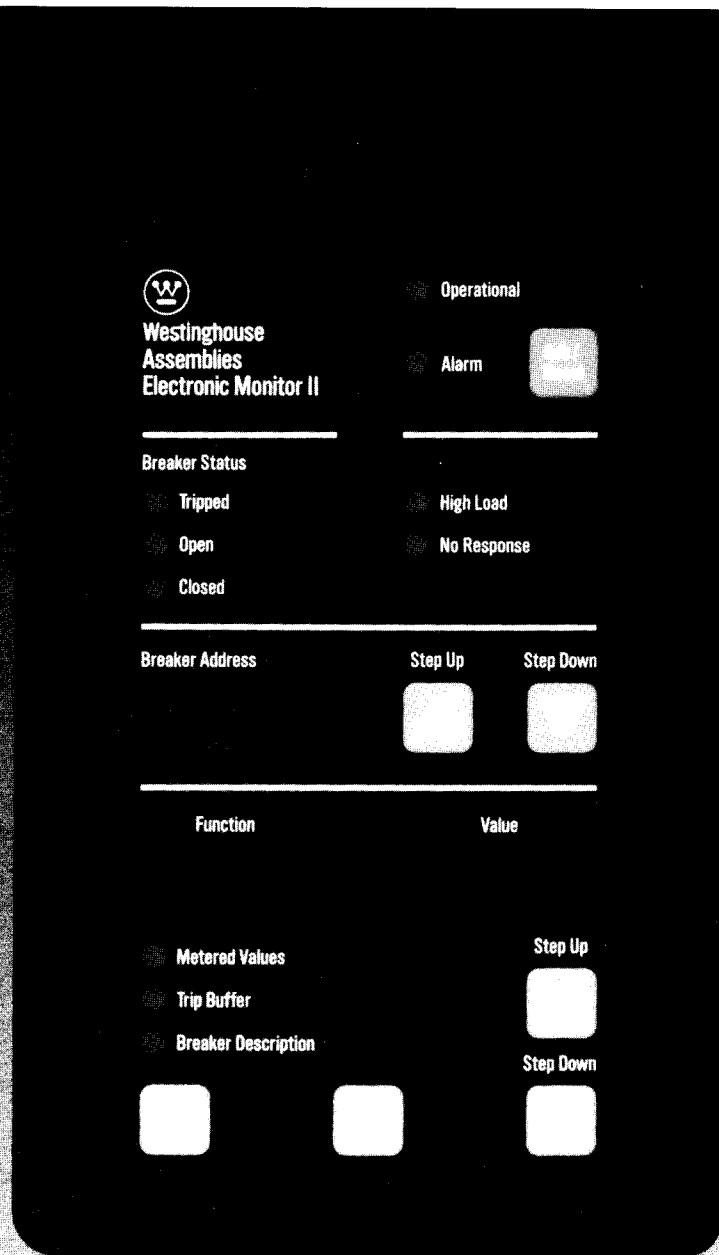 Westinghouse
Assemblies
Electronic Monitor II
Operational
Alarm
Breaker Status
Tripped
Open
Closed
High Load
No Response
Breaker Address
Step Up
Step Down
Function
Value
Metered Values
Trip Buffer
Breaker Description
Step Up
Step Down